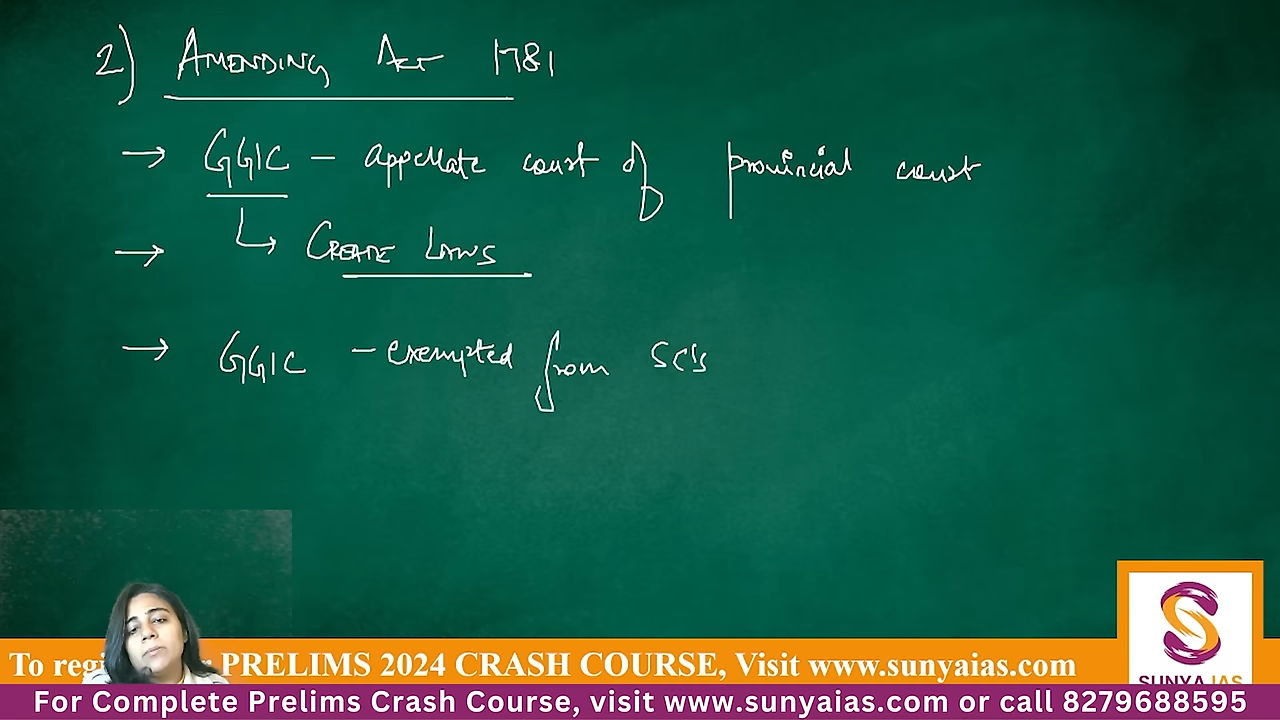 2) AMENDING Act 1781
→ GGIC - appellate court of provincial court
→ ↳ CREATE LAWS
→ GGIC - exempted from SC's
S
SUNYA IAS
To regi PRELIMS 2024 CRASH COURSE, Visit www.sunyaias.com
For Complete Prelims Crash Course, visit www.sunyaias.com or call 8279688595